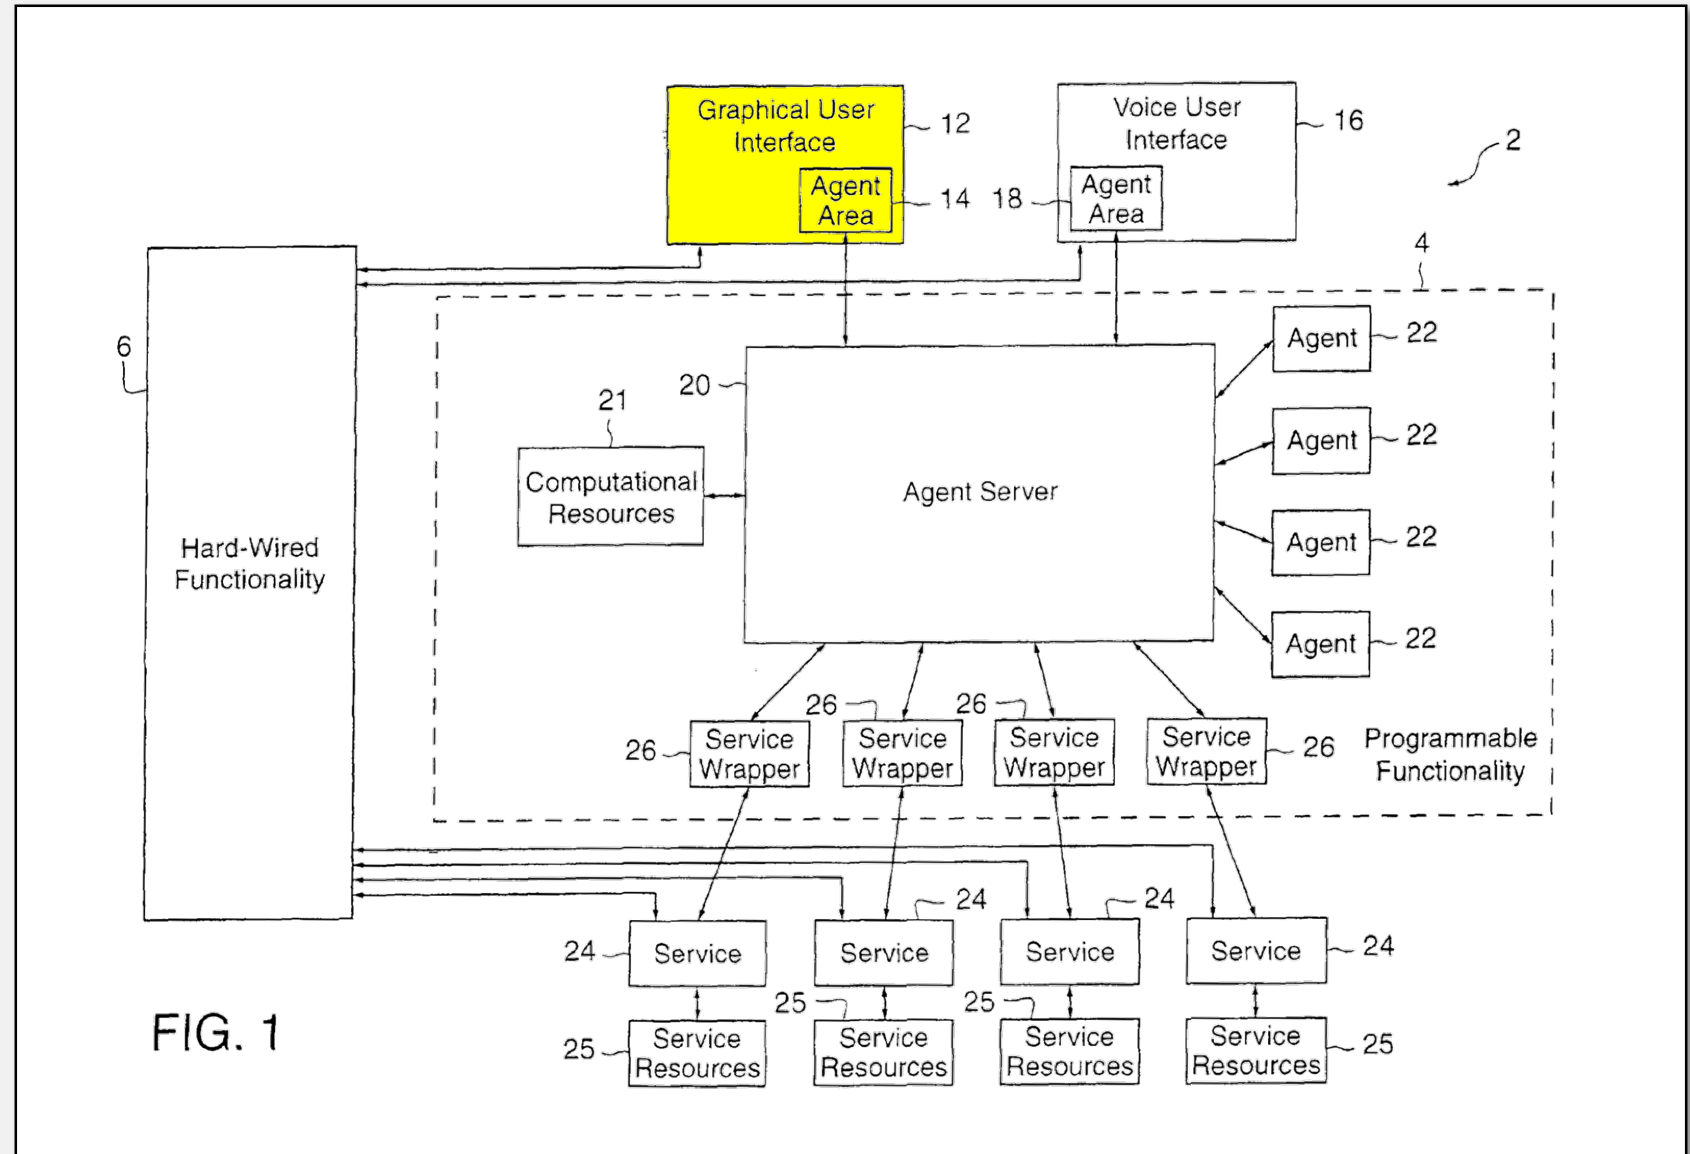 Graphical User
Interface
12
Agent
Area
14
Voice User
Interface
16
18
Agent
Area
2
4
6
Hard-Wired
Functionality
20
21
Computational
Resources
Agent Server
Agent
22
Agent
22
Agent
22
Agent
22
26
Service
Wrapper
26
Service
Wrapper
26
Service
Wrapper
Service
Wrapper
26
Programmable
Functionality
24
Service
24
Service
24
Service
Service
24
25
Service
Resources
25
Service
Resources
25
Service
Resources
Service
Resources
25
FIG. 1